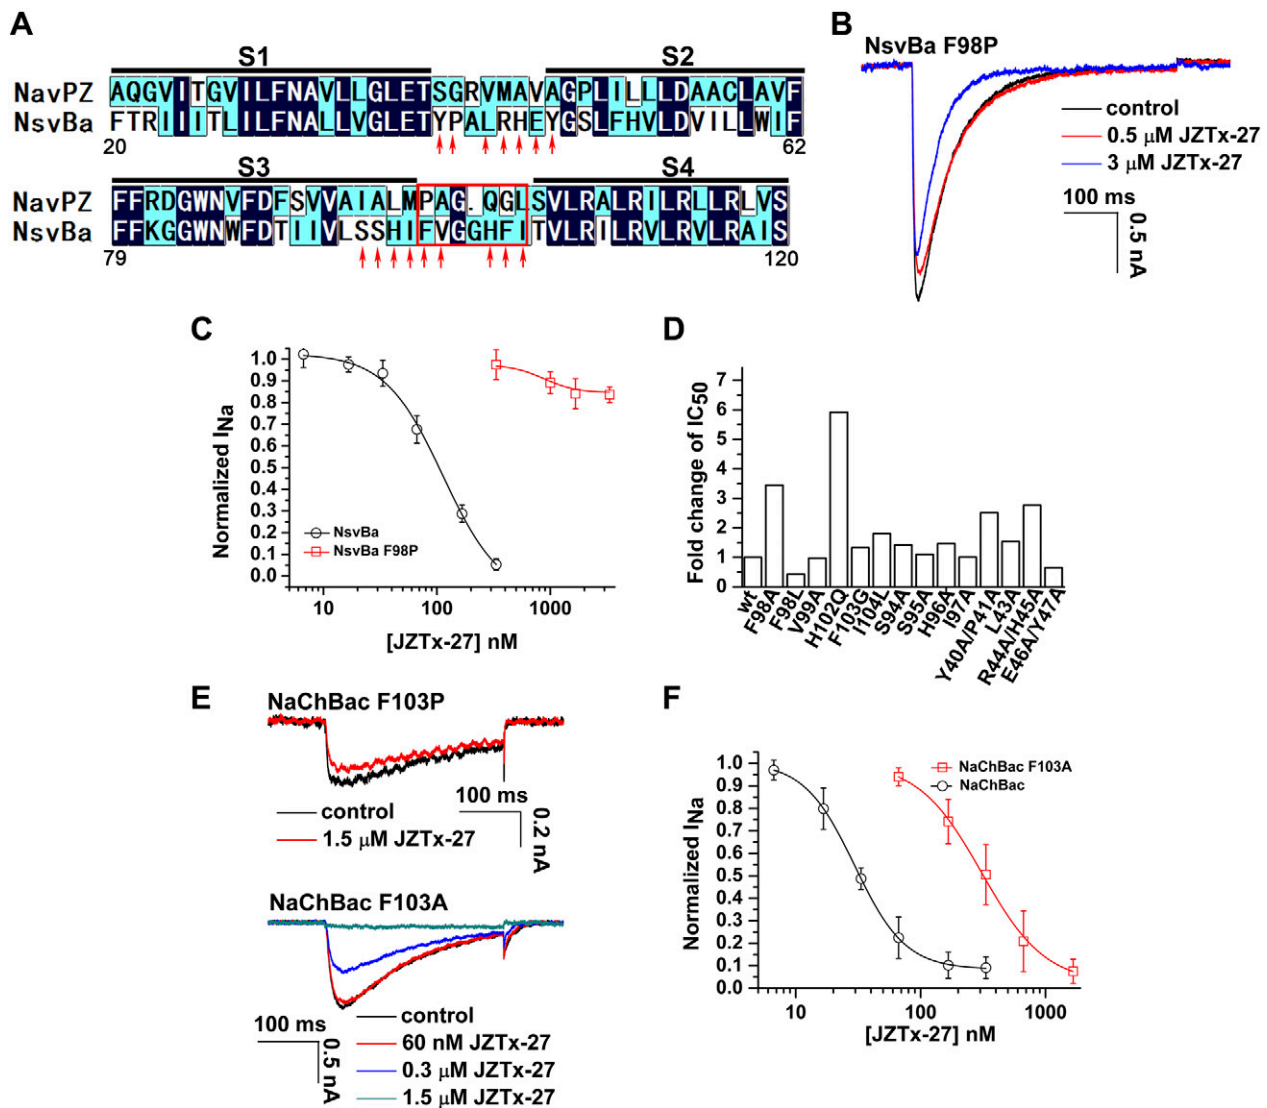 A
S1
S2
NavPZ AQGVITGVILFNAVLLGLETSGRVMAVAGPLILLLDAACLAVF
NsvBa FTRIIITLILFNALLVGLETYPALRHEYGSLFHVLDVILLWIF
20
62
S3
S4
NavPZ FFRDGWNVFDFSVVAIALMPAG.QGLSVLRALRILRLLRLVS
NsvBa FFKGGWNWFDTIIVLSSHIFVGGHFITVLRILRVLRVLRAIS
79
120
B
NsvBa F98P
control
0.5 μM JZTx-27
3 μM JZTx-27
100 ms
0.5 nA
C
Normalized INa
1.0
0.9
0.8
0.7
0.6
0.5
0.4
0.3
0.2
0.1
0.0
NsvBa
NsvBa F98P
10
100
1000
[JZTx-27] nM
D
Fold change of IC50
7
6
5
4
3
2
1
0
wt
F98A
F98L
V99A
H102Q
F103G
I104L
S94A
S95A
H96A
I97A
Y40A/P41A
L43A
R44A/H45A
E46A/Y47A
E
NaChBac F103P
100 ms
0.2 nA
control
1.5 μM JZTx-27
NaChBac F103A
100 ms
0.5 nA
control
60 nM JZTx-27
0.3 μM JZTx-27
1.5 μM JZTx-27
F
Normalized INa
1.0
0.9
0.8
0.7
0.6
0.5
0.4
0.3
0.2
0.1
0.0
NaChBac F103A
NaChBac
10
100
1000
[JZTx-27] nM